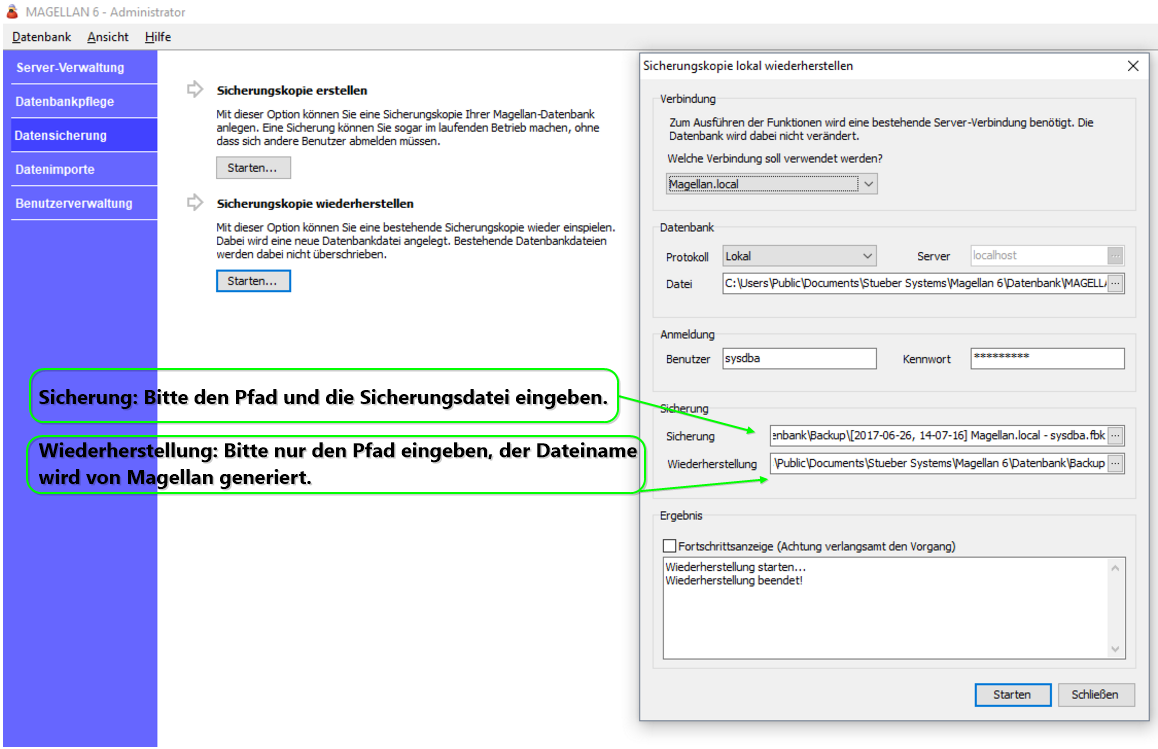 MAGELLAN 6 - Administrator
Datenbank Ansicht Hilfe
Server-Verwaltung
Datenbankpflege
Datensicherung
Datenimporte
Benutzerverwaltung
Sicherungskopie erstellen
Mit dieser Option können Sie eine Sicherungskopie Ihrer Magellan-Datenbank
anlegen. Eine Sicherung können Sie sogar im laufenden Betrieb machen, ohne
dass sich andere Benutzer abmelden müssen.
Starten...
Sicherungskopie wiederherstellen
Mit dieser Option können Sie eine bestehende Sicherungskopie wieder einspielen.
Dabei wird eine neue Datenbankdatei angelegt. Bestehende Datenbankdateien
werden dabei nicht überschrieben.
Starten...
Sicherung: Bitte den Pfad und die Sicherungsdatei eingeben.
Wiederherstellung: Bitte nur den Pfad eingeben, der Dateiname
wird von Magellan generiert.
Sicherungskopie lokal wiederherstellen
Verbindung
Zum Ausführen der Funktionen wird eine bestehende Server-Verbindung benötigt. Die
Datenbank wird dabei nicht verändert.
Welche Verbindung soll verwendet werden?
Magellan.local
Datenbank
Protokoll Lokal Server localhost ...
Datei C:\Users\Public\Documents\Stueber Systems\Magellan 6\Datenbank\MAGELLA ...
Anmeldung
Benutzer sysdba Kennwort *********
Sicherung
Sicherung enbank\Backup\[2017-06-26, 14-07-16] Magellan.local - sysdba.fbk ...
Wiederherstellung \Public\Documents\Stueber Systems\Magellan 6\Datenbank\Backup ...
Ergebnis
Fortschrittsanzeige (Achtung verlangsamt den Vorgang)
Wiederherstellung starten...
Wiederherstellung beendet!
Starten Schließen